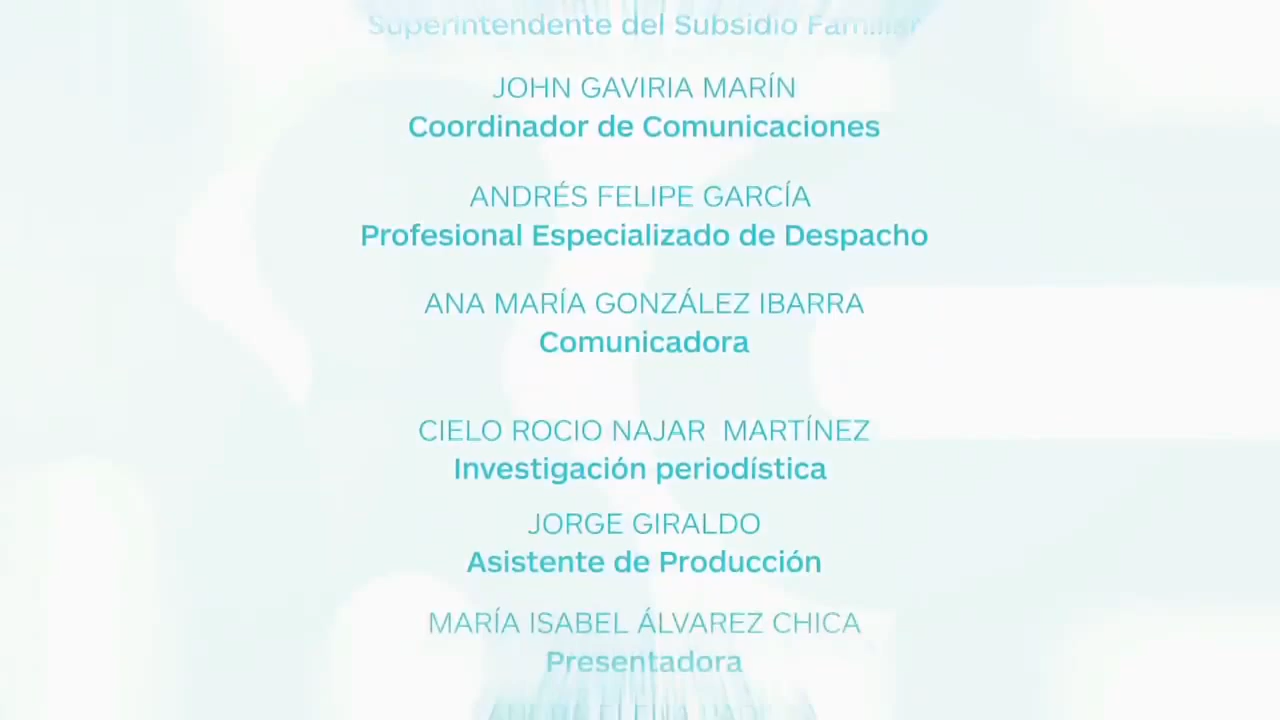 Superintendente del Subsidio Familiar
JOHN GAVIRIA MARÍN
Coordinador de Comunicaciones
ANDRÉS FELIPE GARCÍA
Profesional Especializado de Despacho
ANA MARÍA GONZÁLEZ IBARRA
Comunicadora
CIELO ROCIO NAJAR  MARTÍNEZ
Investigación periodística
JORGE GIRALDO
Asistente de Producción
MARÍA ISABEL ÁLVAREZ CHICA
Presentadora